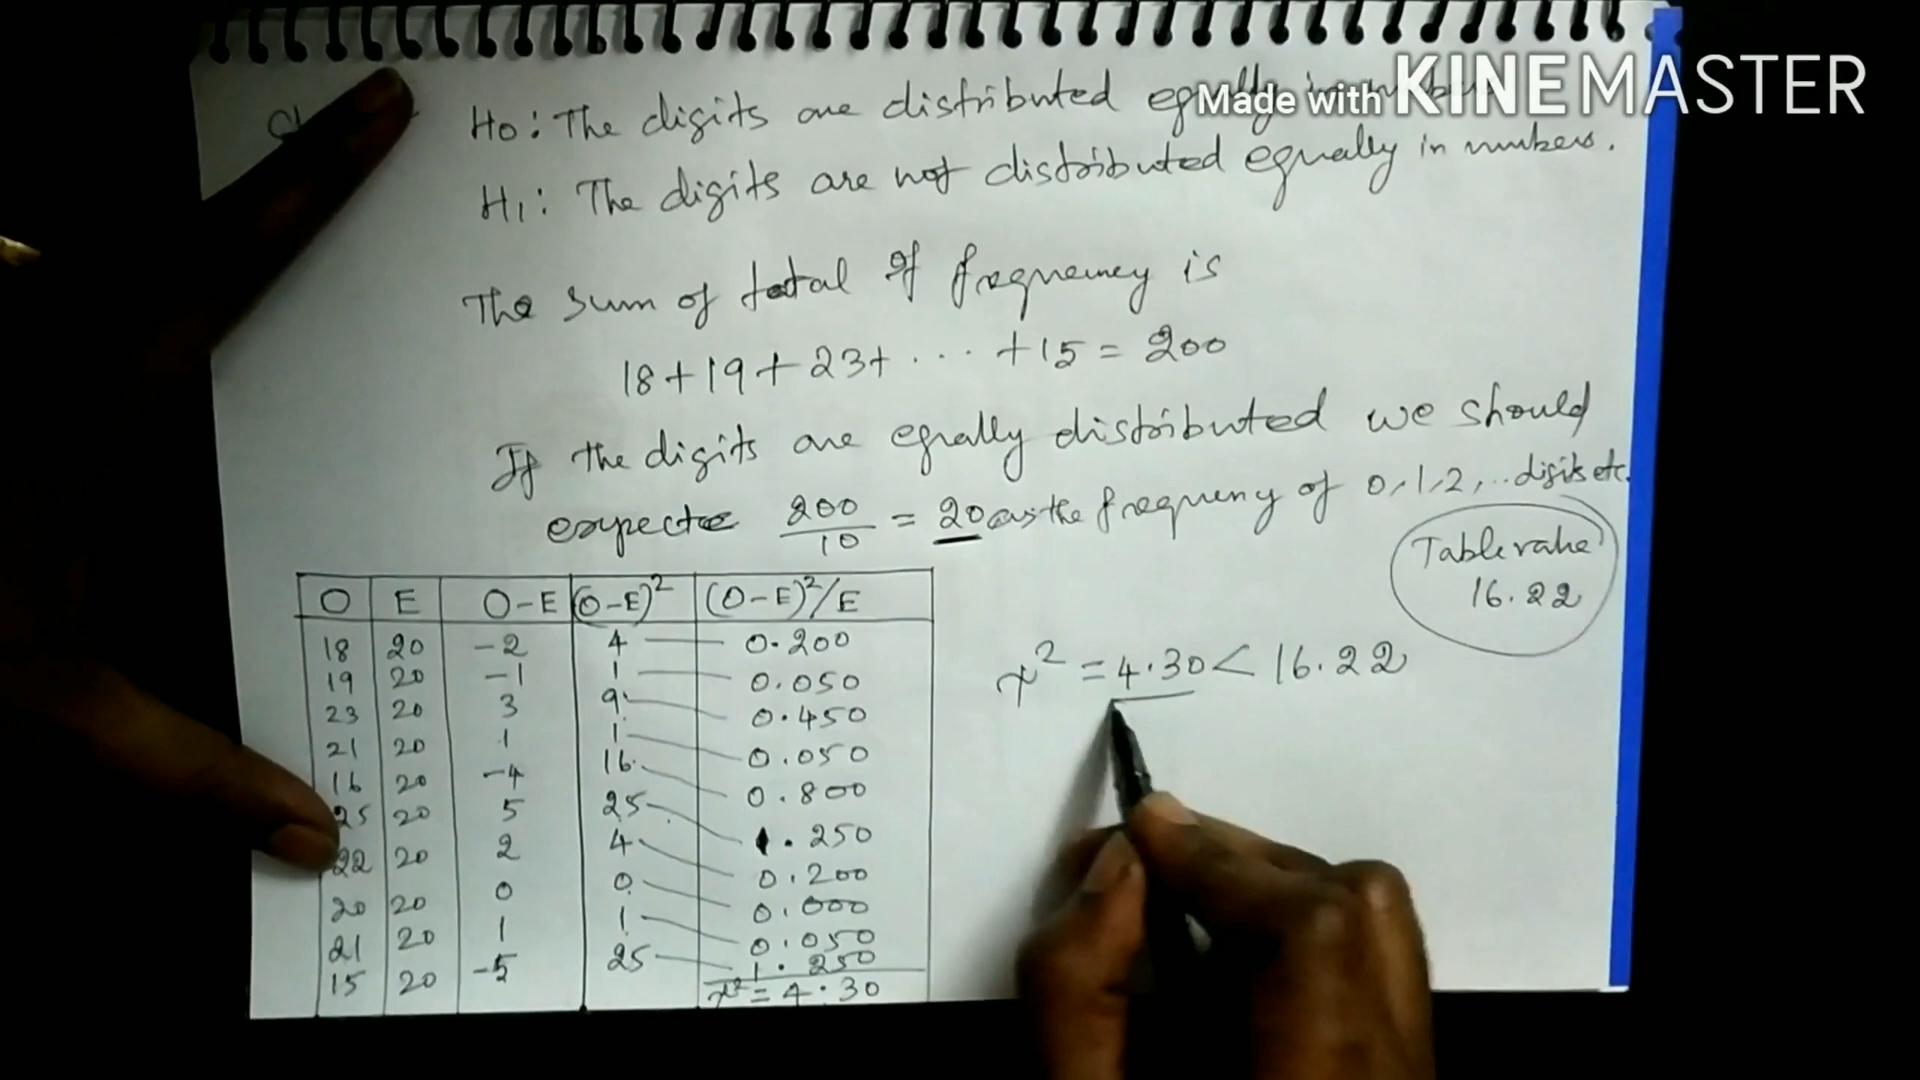 Made with KINEMASTER
H0: The digits are distributed equally in
H1: The digits are not distributed equally in numbers.
The sum of total of frequency is
18+19+23+ ... +15 = 200
If the digits are equally distributed we should
expect 200/10 = 20 as the frequency of 0,1,2,.. digits etc.
Table value
16.22
O E O-E (O-E)² (O-E)²/E
18 20 -2 4 0.200
19 20 -1 1 0.050
23 20 3 9 0.450
21 20 1 1 0.050
16 20 -4 16 0.800
25 20 5 25 1.250
22 20 2 4 0.200
20 20 0 0 0.000
21 20 1 1 0.050
15 20 -5 25 1.250
χ² = 4.30
χ² = 4.30 < 16.22